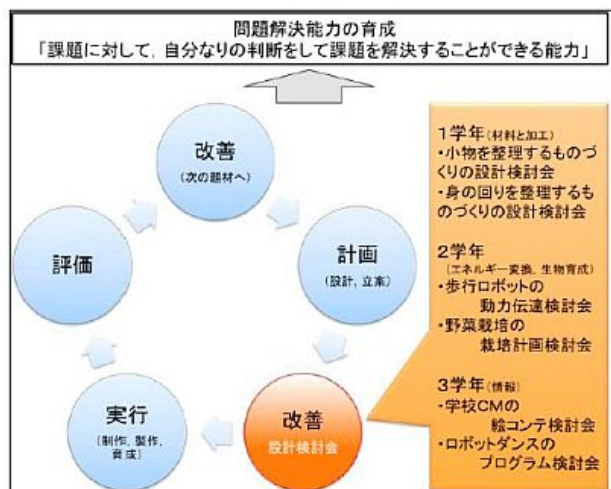 問題解決能力の育成
「課題に対して，自分なりの判断をして課題を解決することができる能力」
改善
(次の題材へ)
計画
(設計，立案)
改善
設計検討会
実行
(制作，製作，
育成)
評価
1学年(材料と加工)
・小物を整理するものづ
くりの設計検討会
・身の回りを整理するも
のづくりの設計検討会
2学年
(エネルギー変換，生物育成)
・歩行ロボットの
動力伝達検討会
・野菜栽培の
栽培計画検討会
3学年(情報)
・学校CMの
絵コンテ検討会
・ロボットダンスの
プログラム検討会